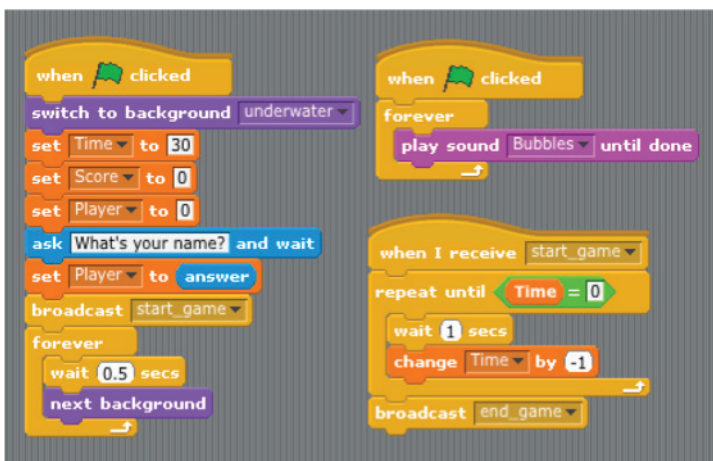 when clicked
switch to background underwater
set Time to 30
set Score to 0
set Player to 0
ask What's your name? and wait
set Player to answer
broadcast start_game
forever
wait 0.5 secs
next background
when clicked
forever
play sound Bubbles until done
when I receive start_game
repeat until Time = 0
wait 1 secs
change Time by -1
broadcast end_game